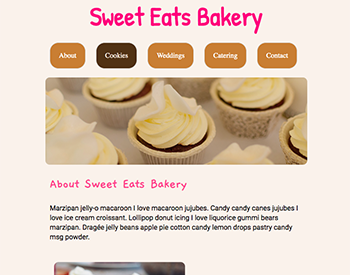 Sweet Eats Bakery
About Cookies Weddings Catering Contact
About Sweet Eats Bakery
Marzipan jelly-o macaroon I love macaroon jujubes. Candy candy canes jujubes I
love ice cream croissant. Lollipop donut icing I love liquorice gummi bears
marzipan. Dragée jelly beans apple pie cotton candy lemon drops pastry candy
msg powder.